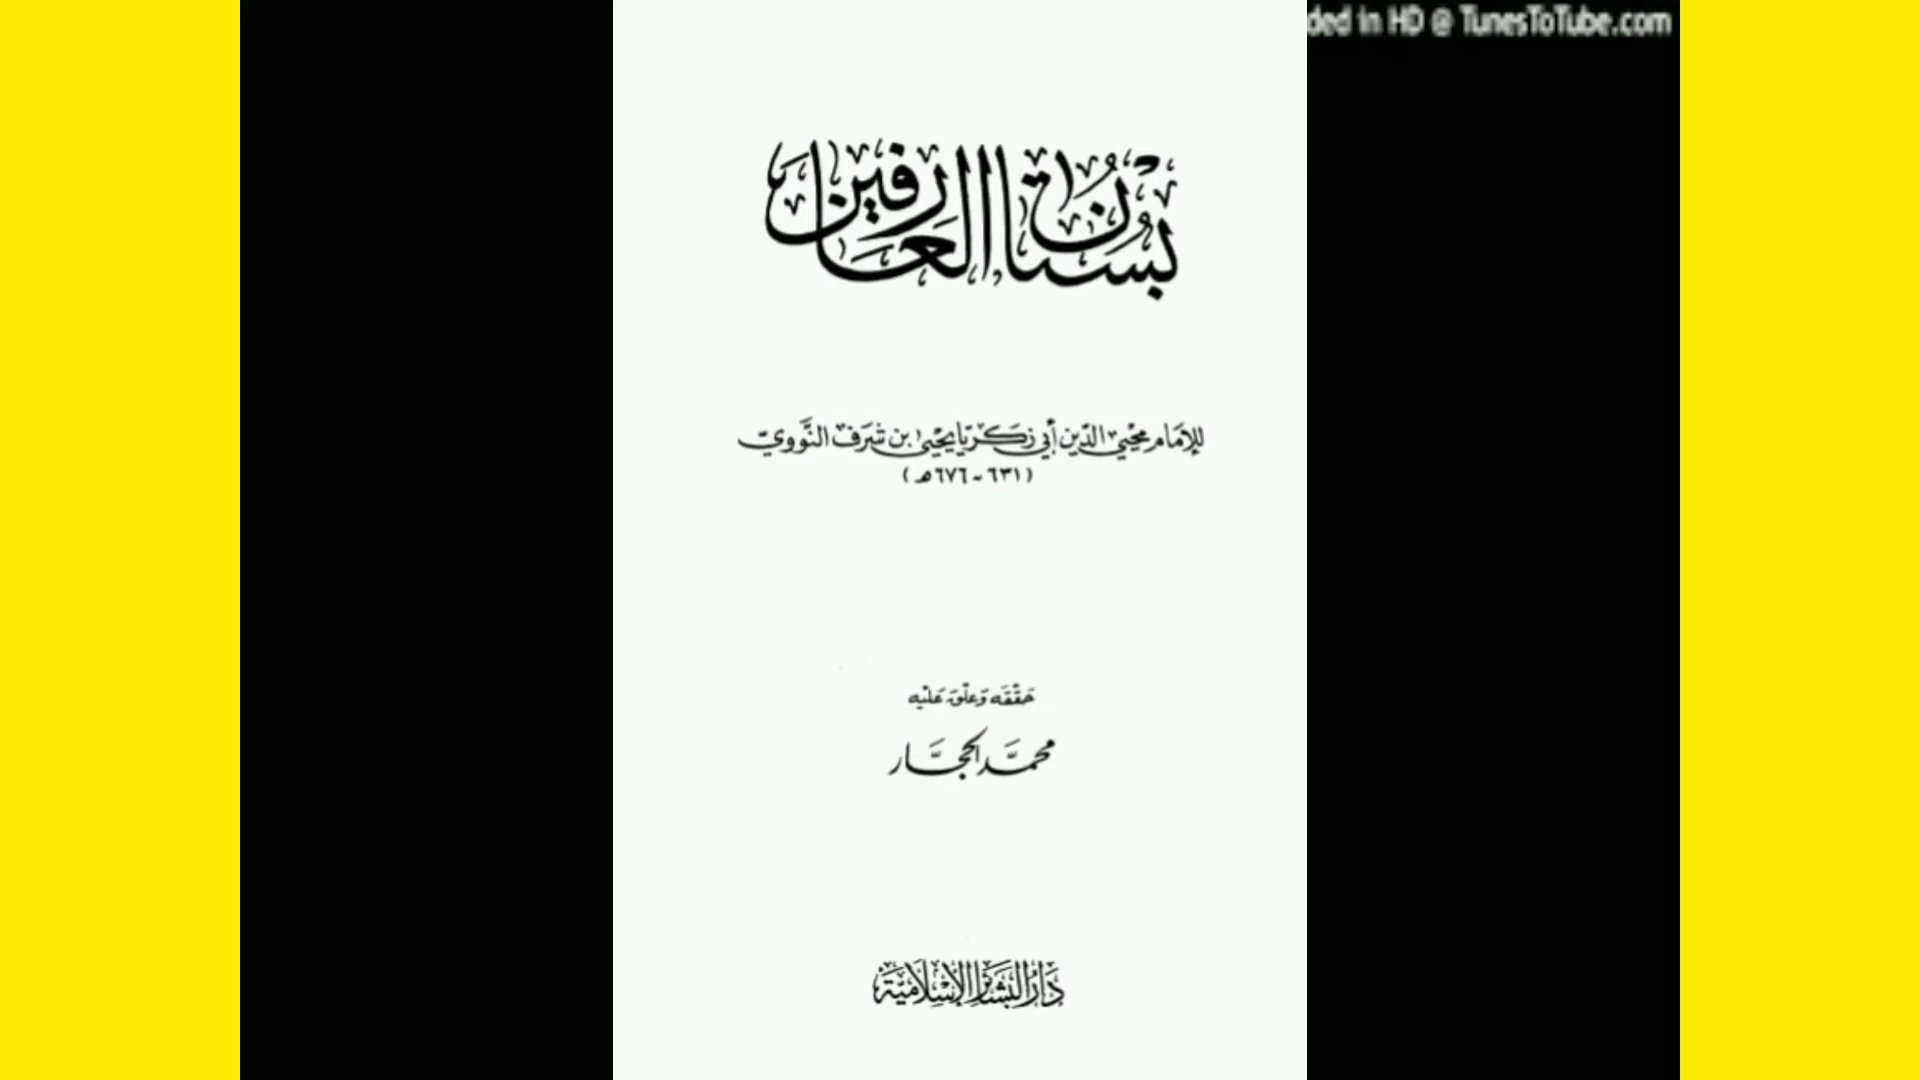 ded in HD @ TunesToTube.com
بستان العارفين
للإمام محيي الدين أبي زكريا يحيى بن شرف النووي
(٦٣١ - ٦٧٦ هـ)
حققه وعلق عليه
محمد الحجار
دار البشائر الإسلامية